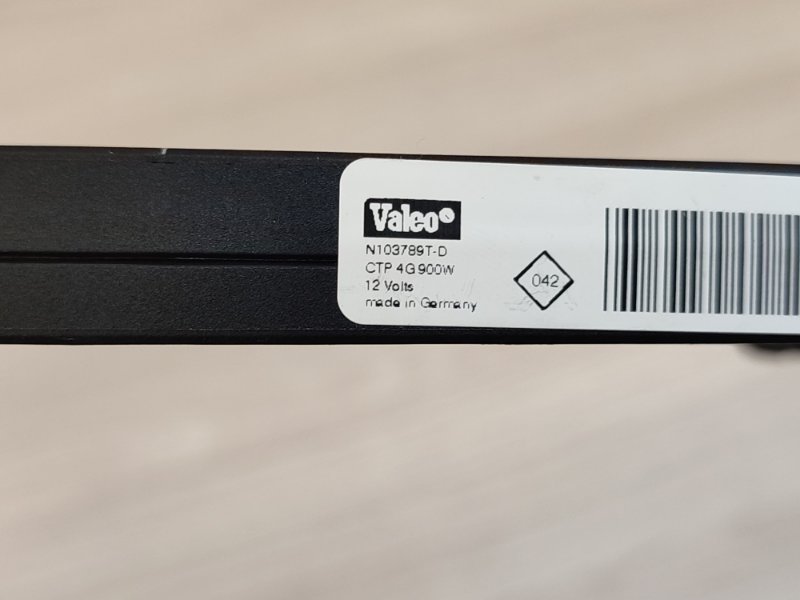 Valeo
N103789T-D
CTP 4G 900W
12 Volts
made in Germany
042